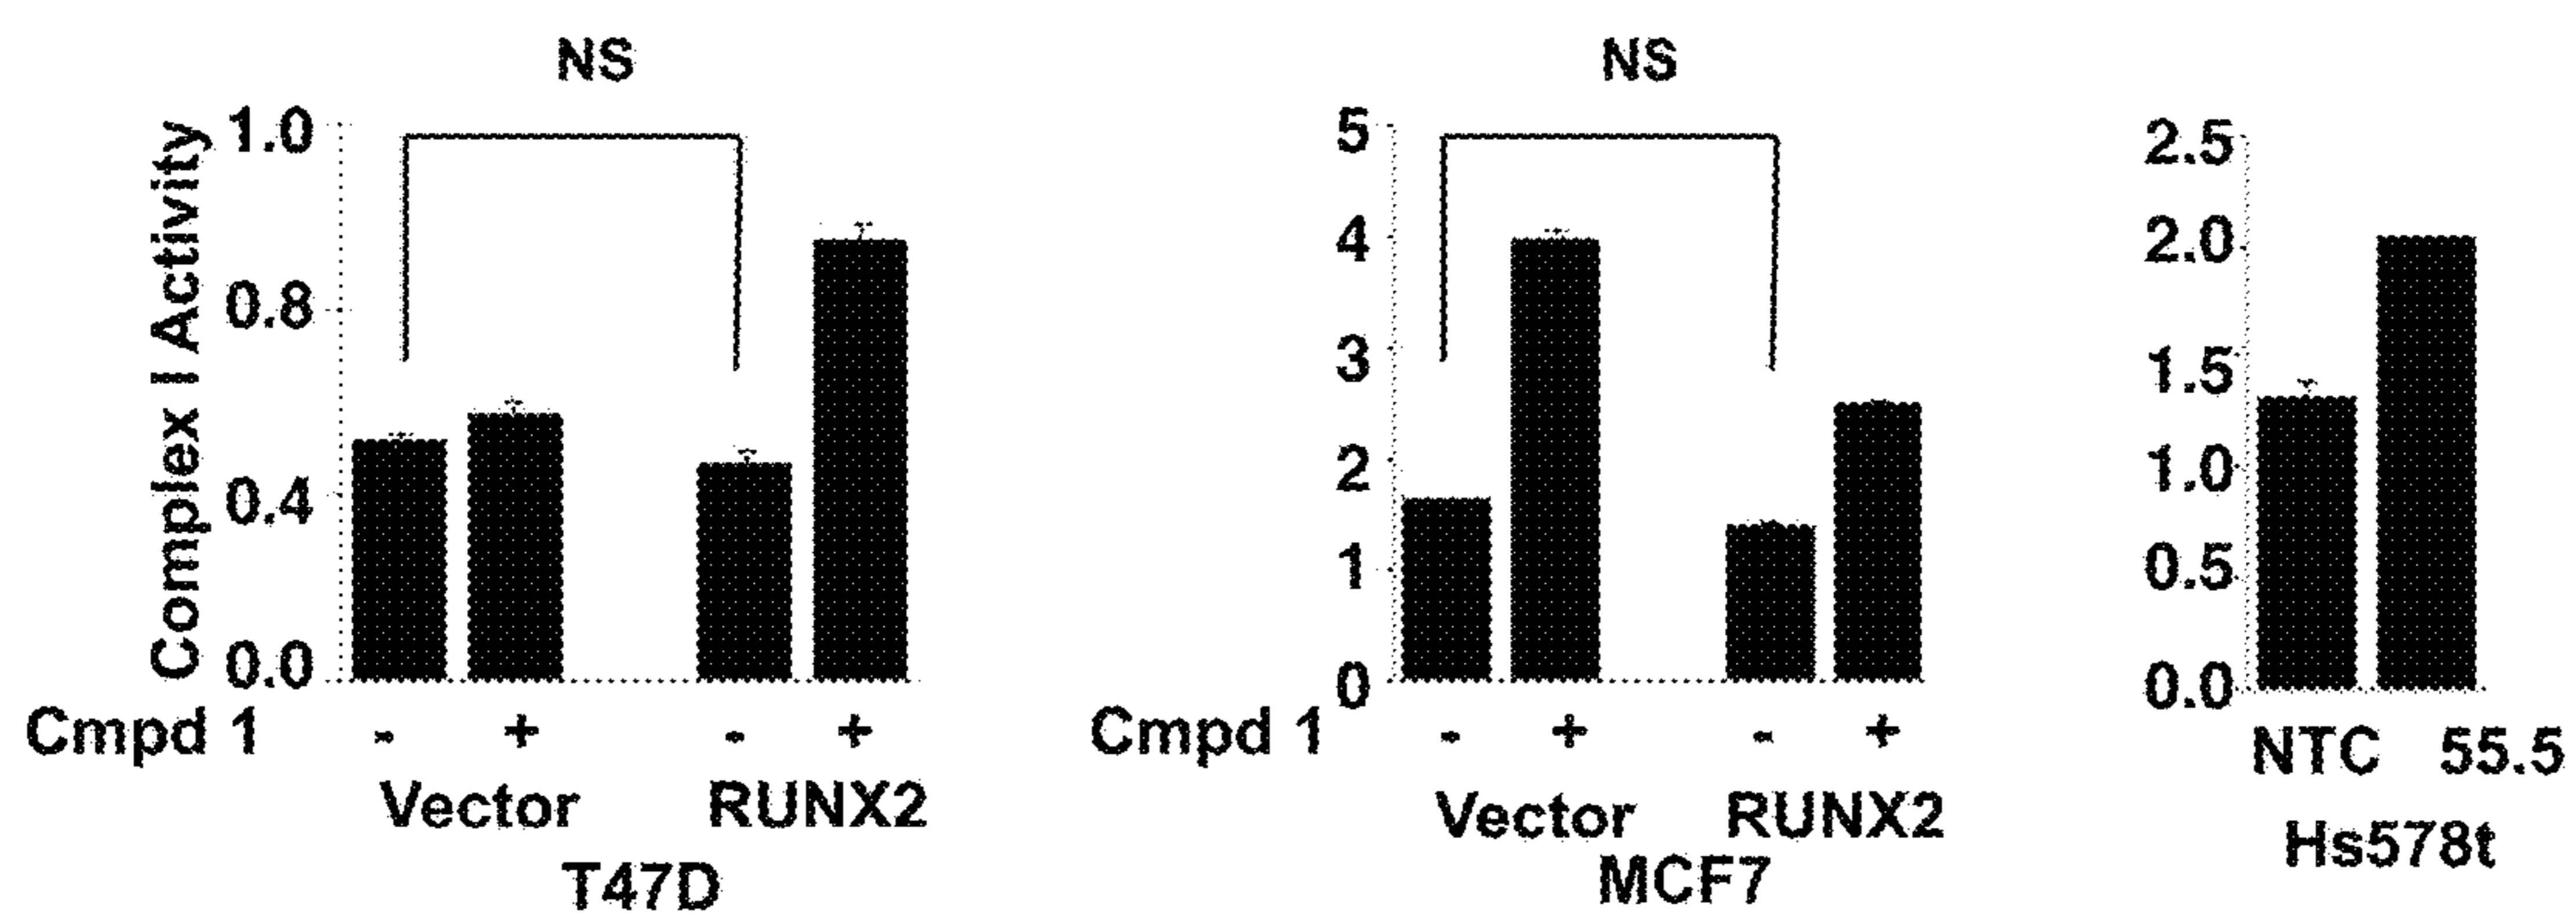 NS
Complex I Activity
1.0
0.8
0.4
0.0
Cmpd 1 - + - +
Vector RUNX2
T47D
NS
5
4
3
2
1
0
Cmpd 1 - + - +
Vector RUNX2
MCF7
2.5
2.0
1.5
1.0
0.5
0.0
NTC 55.5
Hs578t